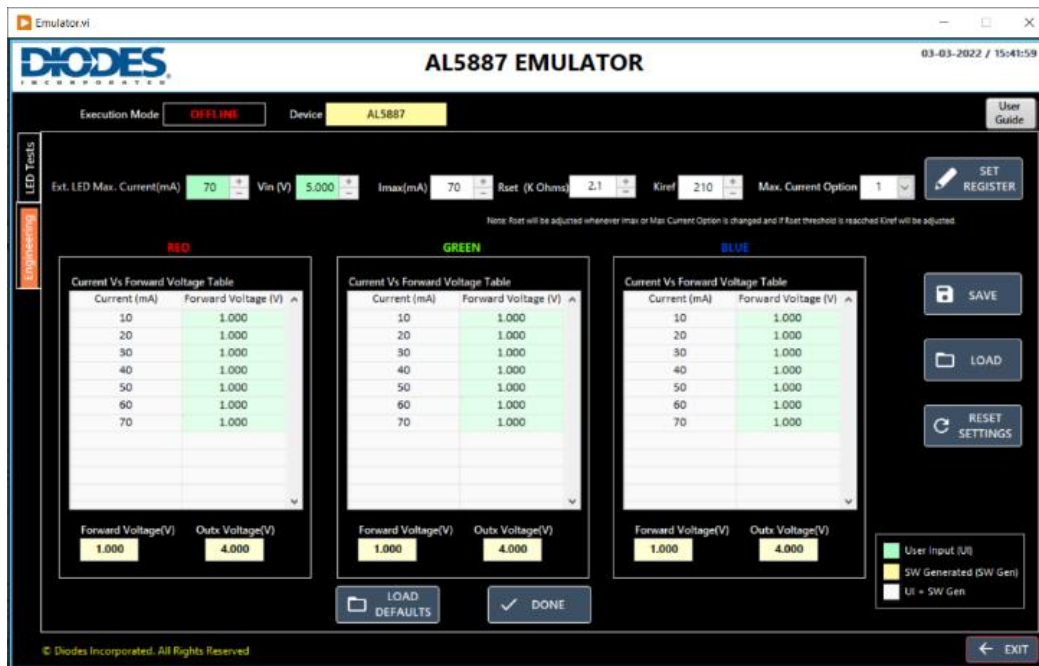 Emulator.vi
DIODES
INCORPORATED
AL5887 EMULATOR
03-03-2022 / 15:41:59
Execution Mode OFFLINE Device AL5887
User Guide
LED Tests
Engineering
Ext. LED Max. Current(mA) 70 Vin (V) 5.000 Imax(mA) 70 Rset (K Ohms) 2.1 Kiref 210 Max. Current Option 1
SET REGISTER
Note: Rset will be adjusted whenever Imax or Max Current Option is changed and if Rset threshold is reacched Kiref will be adjusted.
RED GREEN BLUE
Current Vs Forward Voltage Table Current Vs Forward Voltage Table Current Vs Forward Voltage Table
Current (mA) Forward Voltage (V) Current (mA) Forward Voltage (V) Current (mA) Forward Voltage (V)
10 1.000 10 1.000 10 1.000
20 1.000 20 1.000 20 1.000
30 1.000 30 1.000 30 1.000
40 1.000 40 1.000 40 1.000
50 1.000 50 1.000 50 1.000
60 1.000 60 1.000 60 1.000
70 1.000 70 1.000 70 1.000
SAVE
LOAD
RESET SETTINGS
Forward Voltage(V) Outx Voltage(V) Forward Voltage(V) Outx Voltage(V) Forward Voltage(V) Outx Voltage(V)
1.000 4.000 1.000 4.000 1.000 4.000
User Input (UI)
SW Generated (SW Gen)
UI + SW Gen
LOAD DEFAULTS
DONE
© Diodes Incorporated. All Rights Reserved
EXIT